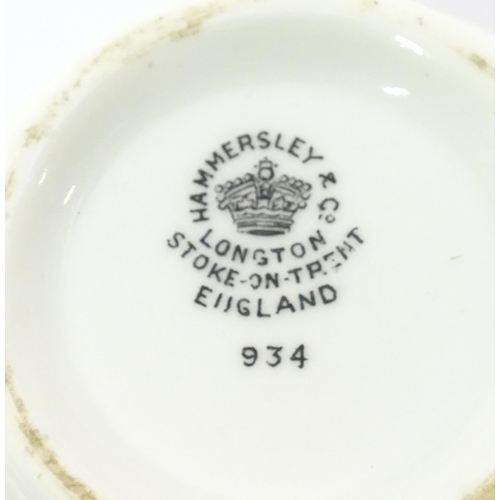 HAMMERSLEY & Co.
LONGTON
STOKE-ON-TRENT
ENGLAND
934